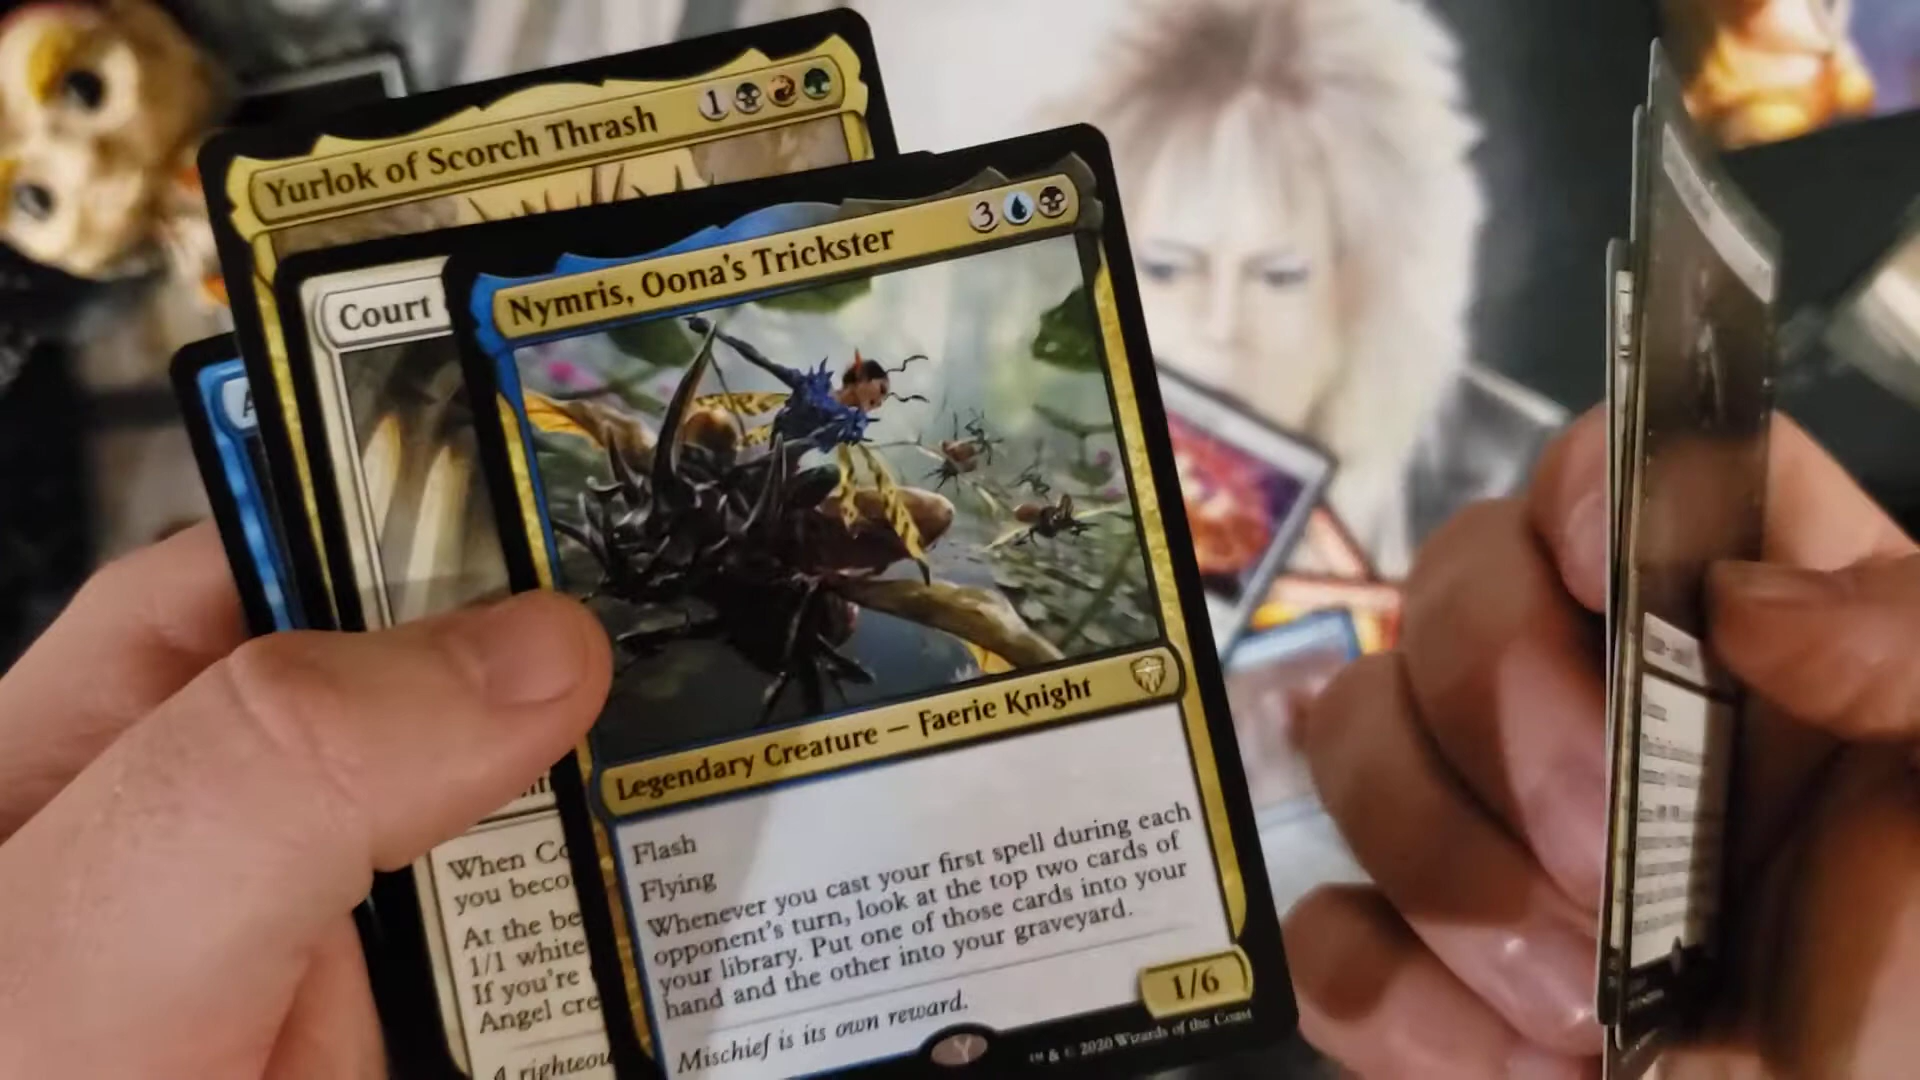 Yurlok of Scorch Thrash
1
Court
Nymris, Oona's Trickster
3
Legendary Creature — Faerie Knight
Flash
Flying
Whenever you cast your first spell during each
opponent's turn, look at the top two cards of
your library. Put one of those cards into your
hand and the other into your graveyard.
Mischief is its own reward.
1/6
™ & © 2020 Wizards of the Coast
When Co
you beco
At the be
1/1 white
If you're
Angel cre
A righteou